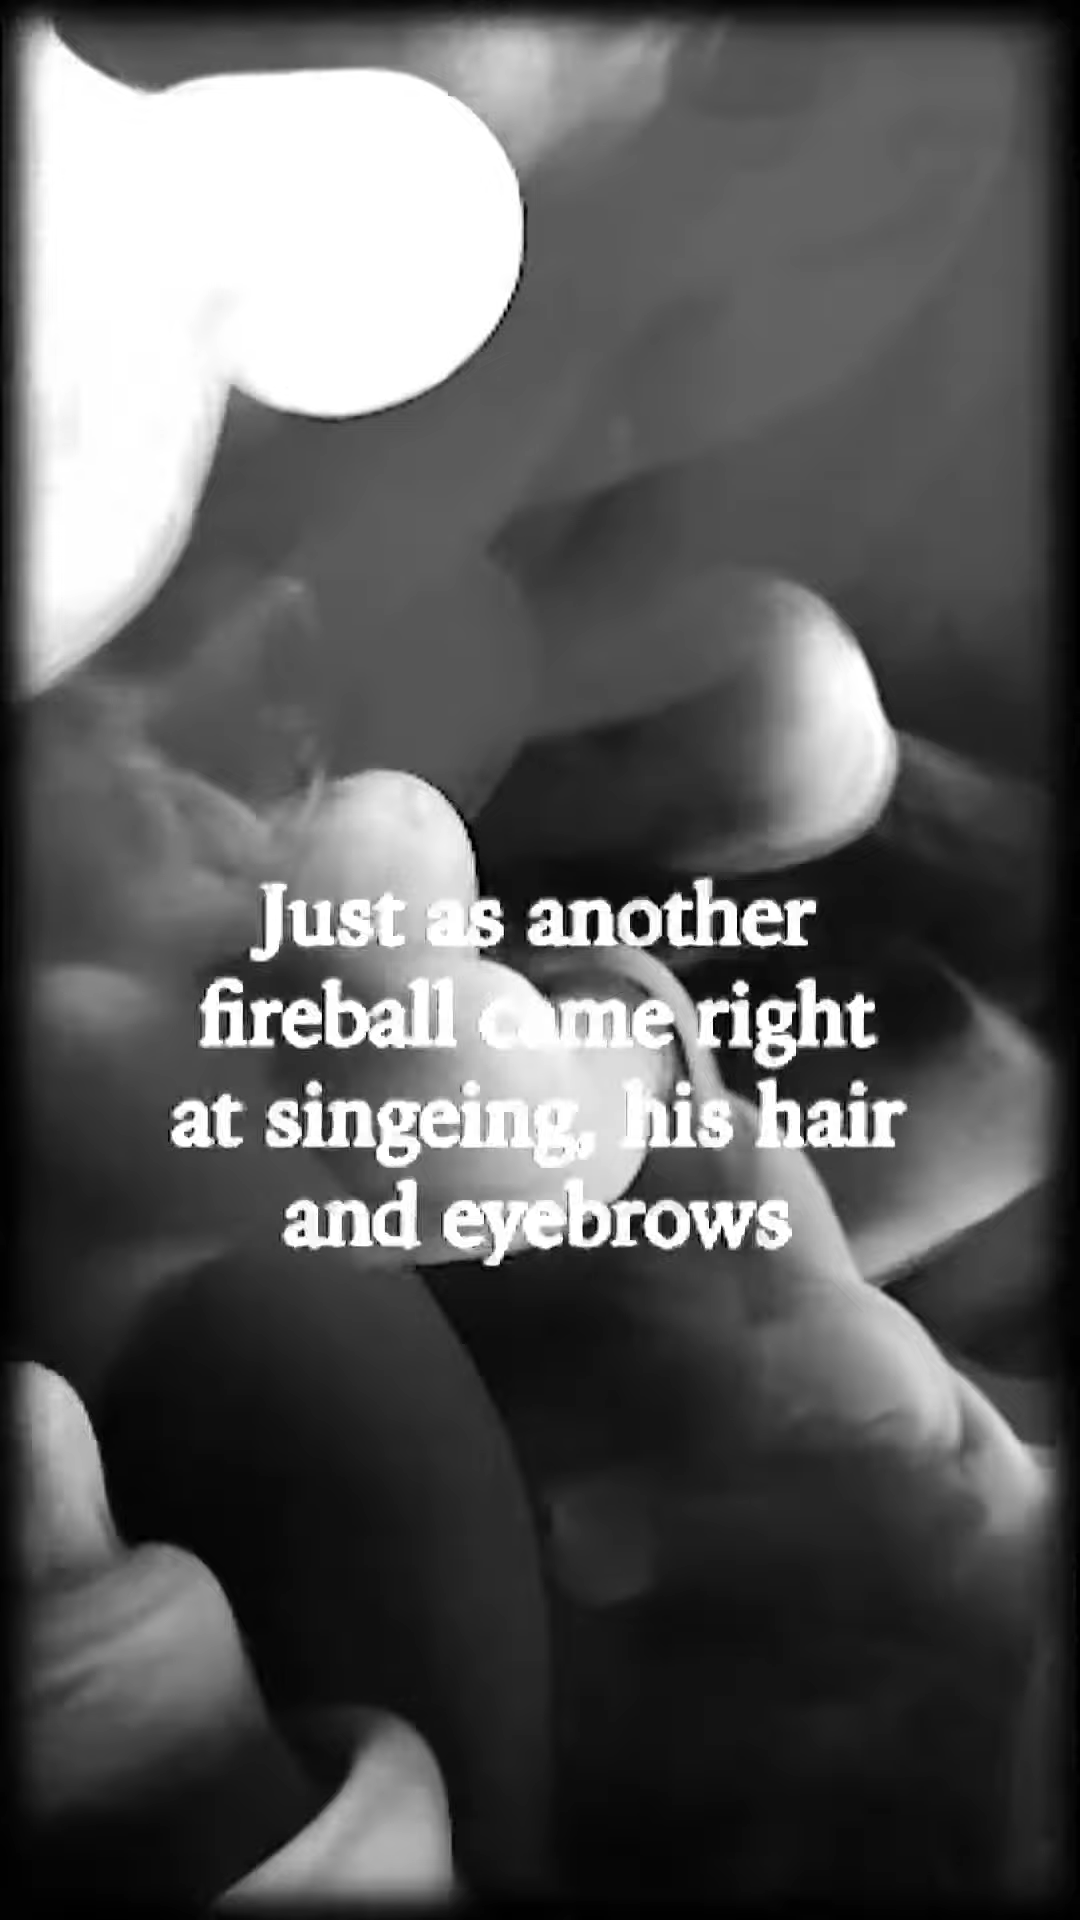 Just as another
fireball came right
at singeing, his hair
and eyebrows